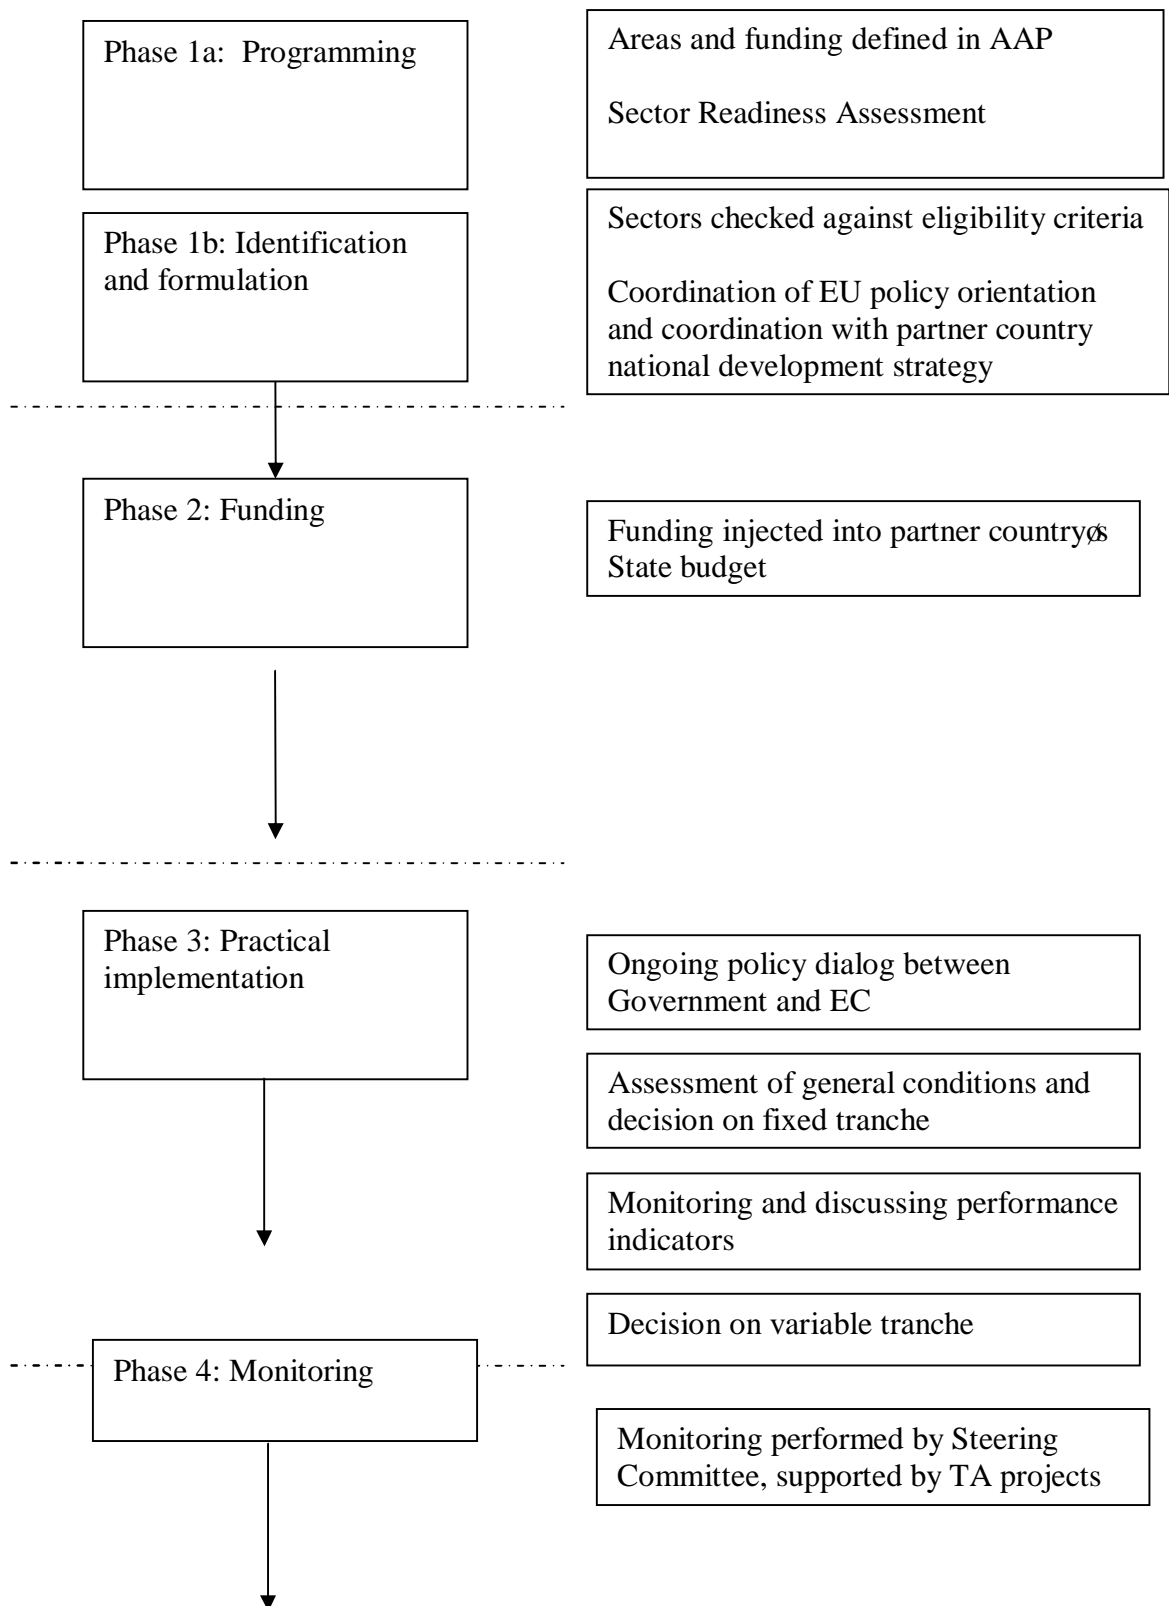 Phase 1a:  Programming
Areas and funding defined in AAP
Sector Readiness Assessment
Phase 1b: Identification
and formulation
Sectors checked against eligibility criteria
Coordination of EU policy orientation
and coordination with partner country
national development strategy
Phase 2: Funding
Funding injected into partner countryøs
State budget
Phase 3: Practical
implementation
Ongoing policy dialog between
Government and EC
Assessment of general conditions and
decision on fixed tranche
Monitoring and discussing performance
indicators
Decision on variable tranche
Phase 4: Monitoring
Monitoring performed by Steering
Committee, supported by TA projects